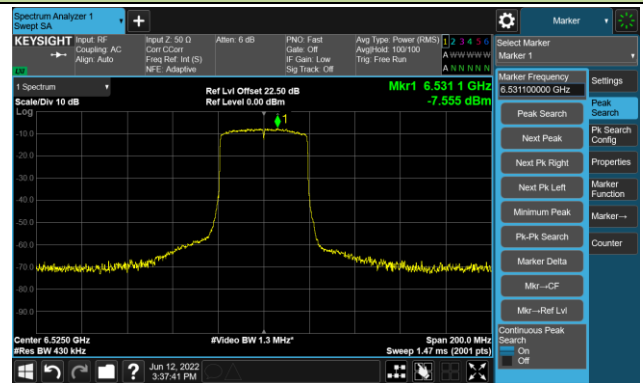 Spectrum Analyzer 1
Swept SA
+
Marker
KEYSIGHT
Input: RF
Coupling: AC
Align: Auto
Input Z: 50 Ω
Corr CCorr
Freq Ref: Int (S)
NFE: Adaptive
Atten: 6 dB
PNO: Fast
Gate: Off
IF Gain: Low
Sig Track: Off
Avg Type: Power (RMS)
Avg|Hold: 100/100
Trig: Free Run
1 2 3 4 5 6
A W W W W W
A N N N N N
LXI
Select Marker
Marker 1
1 Spectrum
Scale/Div 10 dB
Log
Ref Lvl Offset 22.50 dB
Ref Level 0.00 dBm
Mkr1 6.531 1 GHz
-7.555 dBm
1
-10.0
-20.0
-30.0
-40.0
-50.0
-60.0
-70.0
-80.0
-90.0
Center 6.5250 GHz
#Res BW 430 kHz
#Video BW 1.3 MHz*
Span 200.0 MHz
Sweep 1.47 ms (2001 pts)
Marker Frequency
6.531100000 GHz
Peak Search
Next Peak
Next Pk Right
Next Pk Left
Minimum Peak
Pk-Pk Search
Marker Delta
Mkr→CF
Mkr→Ref Lvl
Continuous Peak
Search
On
Off
Settings
Peak
Search
Pk Search
Config
Properties
Marker
Function
Marker→
Counter
?
Jun 12, 2022
3:37:41 PM